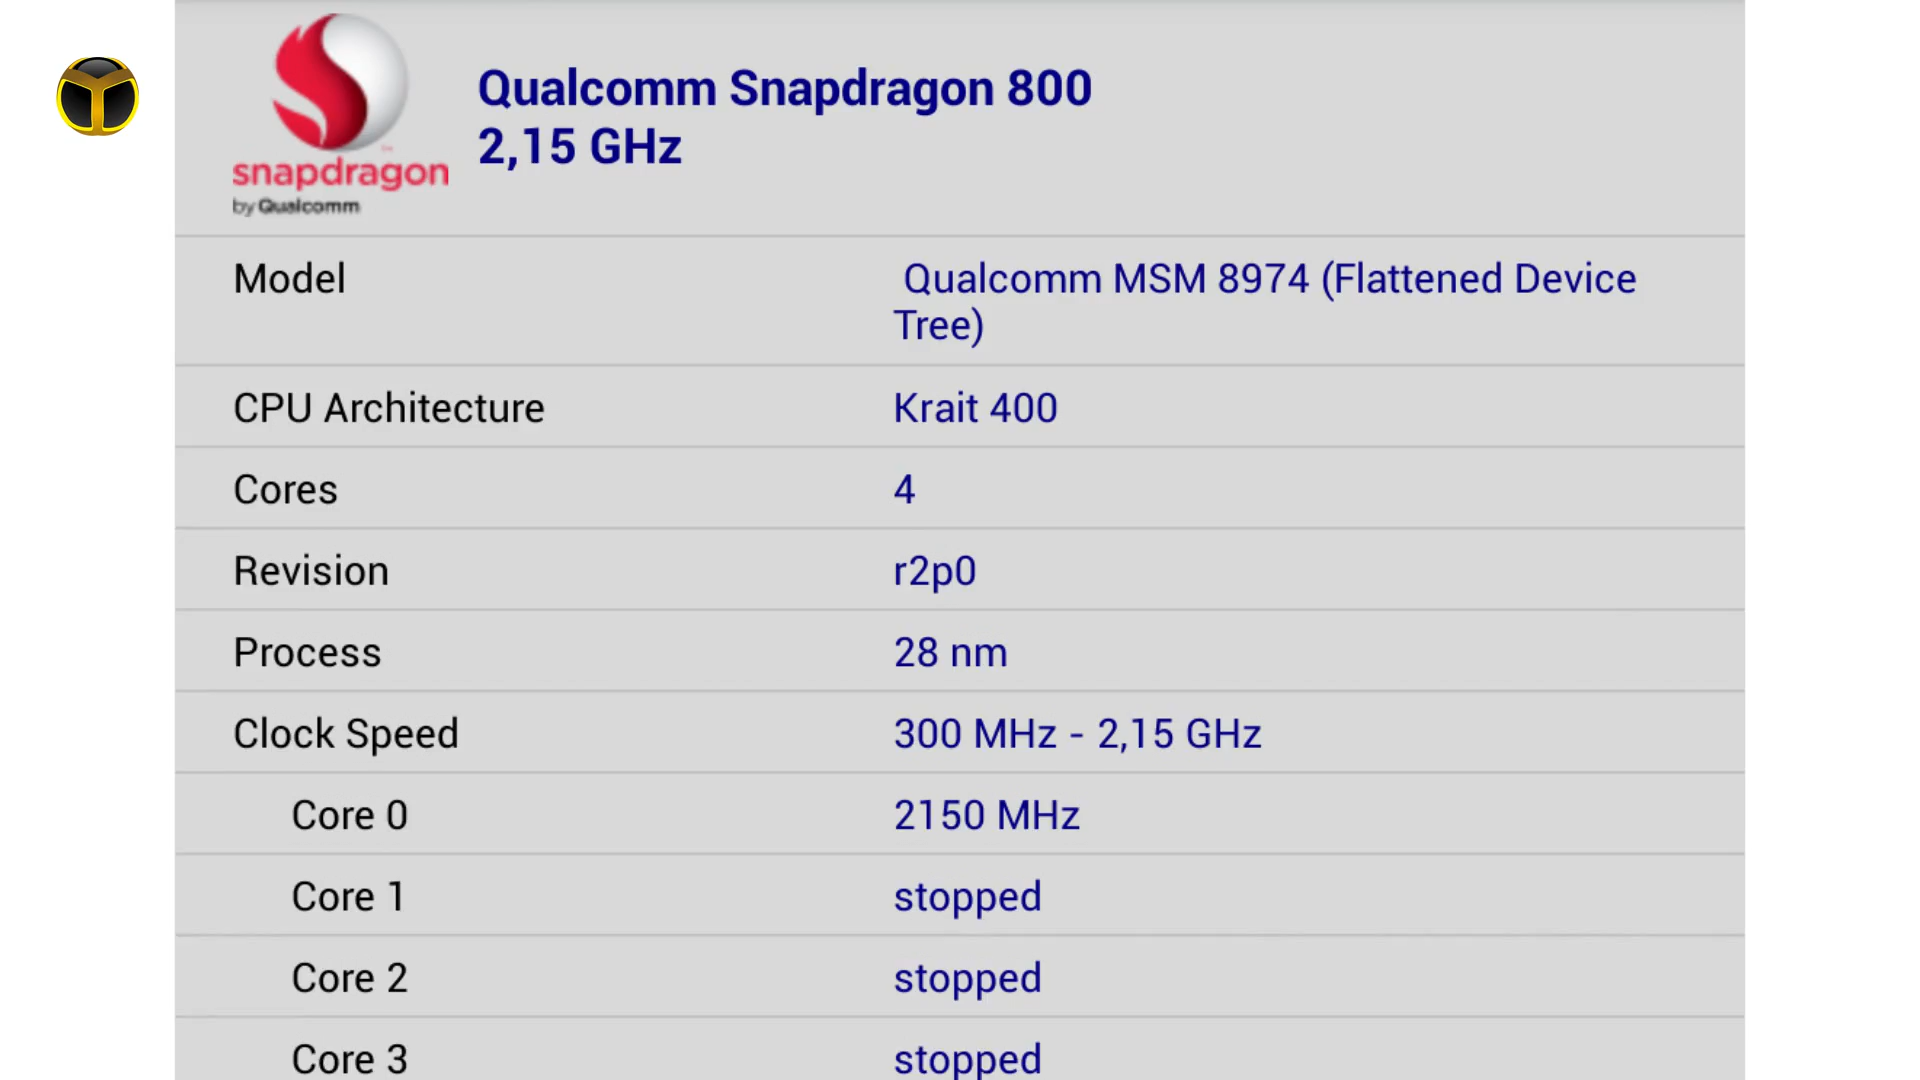 Qualcomm Snapdragon 800
2,15 GHz
snapdragon™
by Qualcomm
Model Qualcomm MSM 8974 (Flattened Device
Tree)
CPU Architecture Krait 400
Cores 4
Revision r2p0
Process 28 nm
Clock Speed 300 MHz - 2,15 GHz
Core 0 2150 MHz
Core 1 stopped
Core 2 stopped
Core 3 stopped